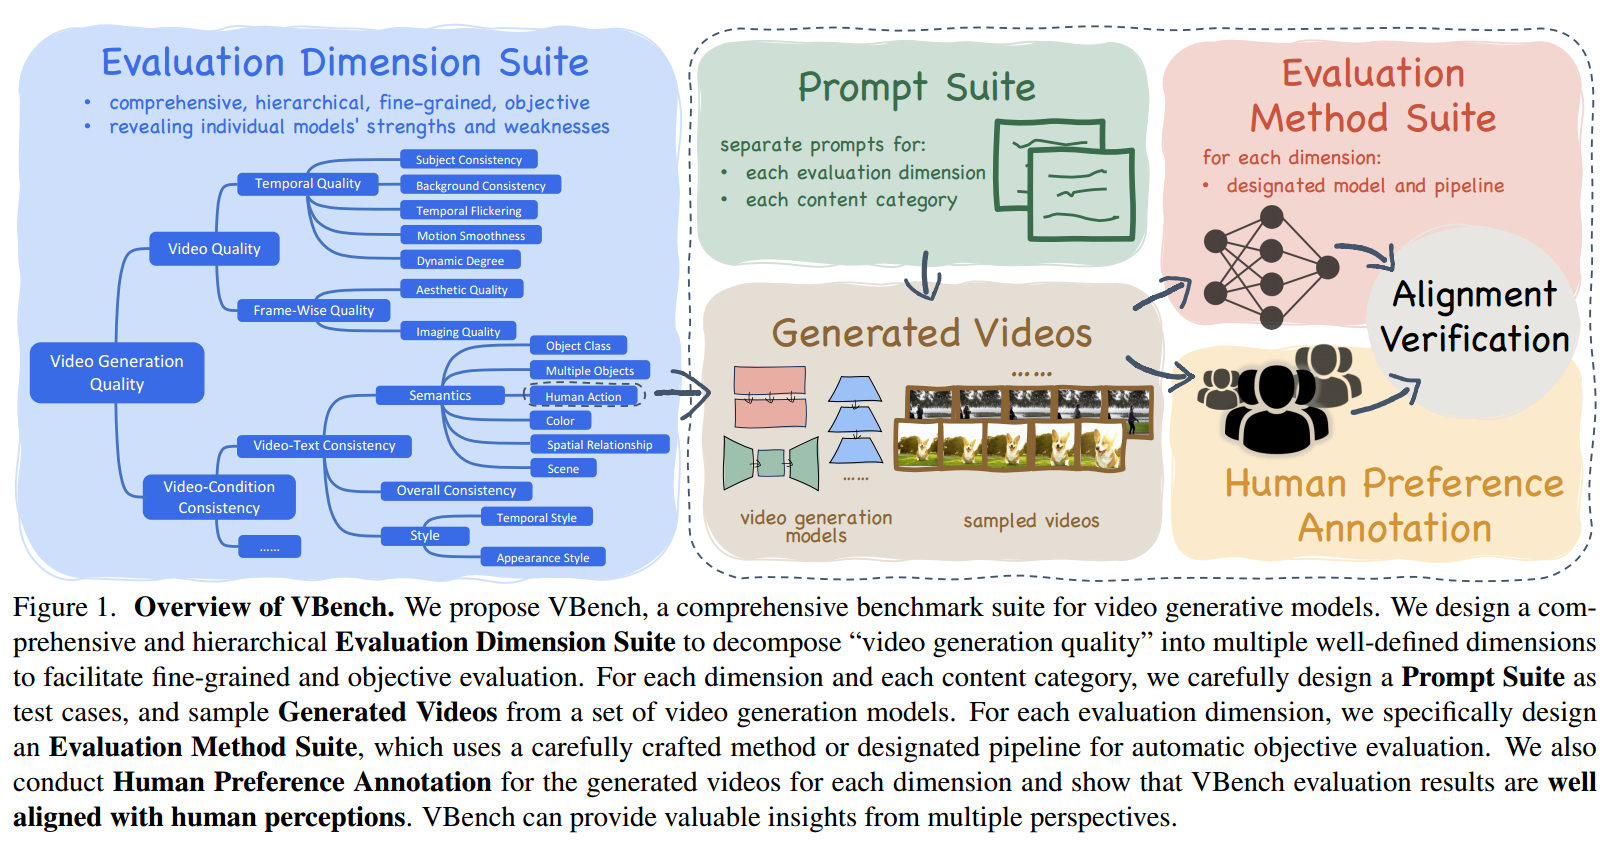 Evaluation Dimension Suite
• comprehensive, hierarchical, fine-grained, objective
• revealing individual models' strengths and weaknesses
Video Generation
Quality
Video Quality
Temporal Quality
Subject Consistency
Background Consistency
Temporal Flickering
Motion Smoothness
Dynamic Degree
Frame-Wise Quality
Aesthetic Quality
Imaging Quality
Video-Condition
Consistency
Video-Text Consistency
Semantics
Object Class
Multiple Objects
Human Action
Color
Spatial Relationship
Scene
Overall Consistency
Style
Temporal Style
Appearance Style
......
Prompt Suite
separate prompts for:
• each evaluation dimension
• each content category
Generated Videos
......
......
video generation
models
sampled videos
Evaluation
Method Suite
for each dimension:
• designated model and pipeline
Alignment
Verification
Human Preference
Annotation
Figure 1. Overview of VBench. We propose VBench, a comprehensive benchmark suite for video generative models. We design a com-
prehensive and hierarchical Evaluation Dimension Suite to decompose “video generation quality” into multiple well-defined dimensions
to facilitate fine-grained and objective evaluation. For each dimension and each content category, we carefully design a Prompt Suite as
test cases, and sample Generated Videos from a set of video generation models. For each evaluation dimension, we specifically design
an Evaluation Method Suite, which uses a carefully crafted method or designated pipeline for automatic objective evaluation. We also
conduct Human Preference Annotation for the generated videos for each dimension and show that VBench evaluation results are well
aligned with human perceptions. VBench can provide valuable insights from multiple perspectives.